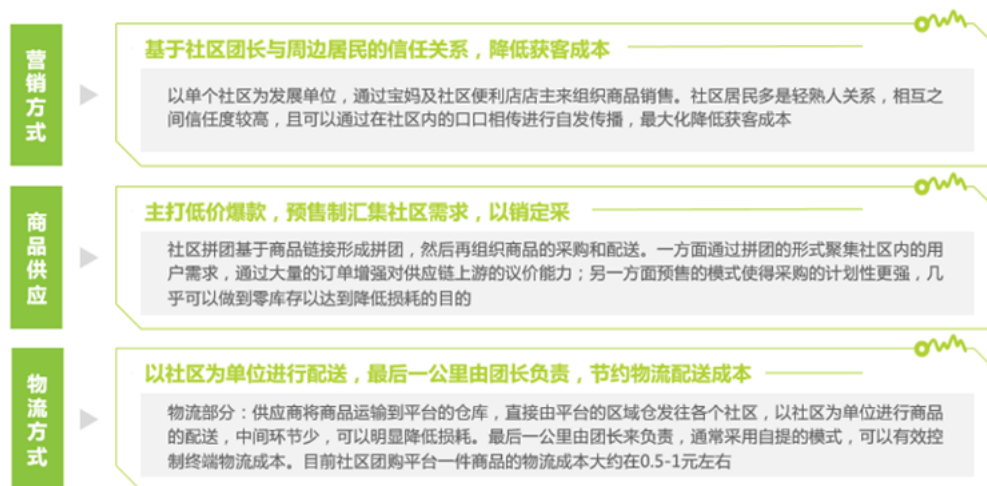 营销方式
基于社区团长与周边居民的信任关系，降低获客成本
以单个社区为发展单位，通过宝妈及社区便利店店主来组织商品销售。社区居民多是轻熟人关系，相互之
间信任度较高，且可以通过在社区内的口口相传进行自发传播，最大化降低获客成本
商品供应
主打低价爆款，预售制汇集社区需求，以销定采
社区拼团基于商品链接形成拼团，然后再组织商品的采购和配送。一方面通过拼团的形式聚集社区内的用
户需求，通过大量的订单增强对供应链上游的议价能力；另一方面预售的模式使得采购的计划性更强，几
乎可以做到零库存以达到降低损耗的目的
物流方式
以社区为单位进行配送，最后一公里由团长负责，节约物流配送成本
物流部分：供应商将商品运输到平台的仓库，直接由平台的区域仓发往各个社区，以社区为单位进行商品
的配送，中间环节少，可以明显降低损耗。最后一公里由团长来负责，通常采用自提的模式，可以有效控
制终端物流成本。目前社区团购平台一件商品的物流成本大约在0.5-1元左右